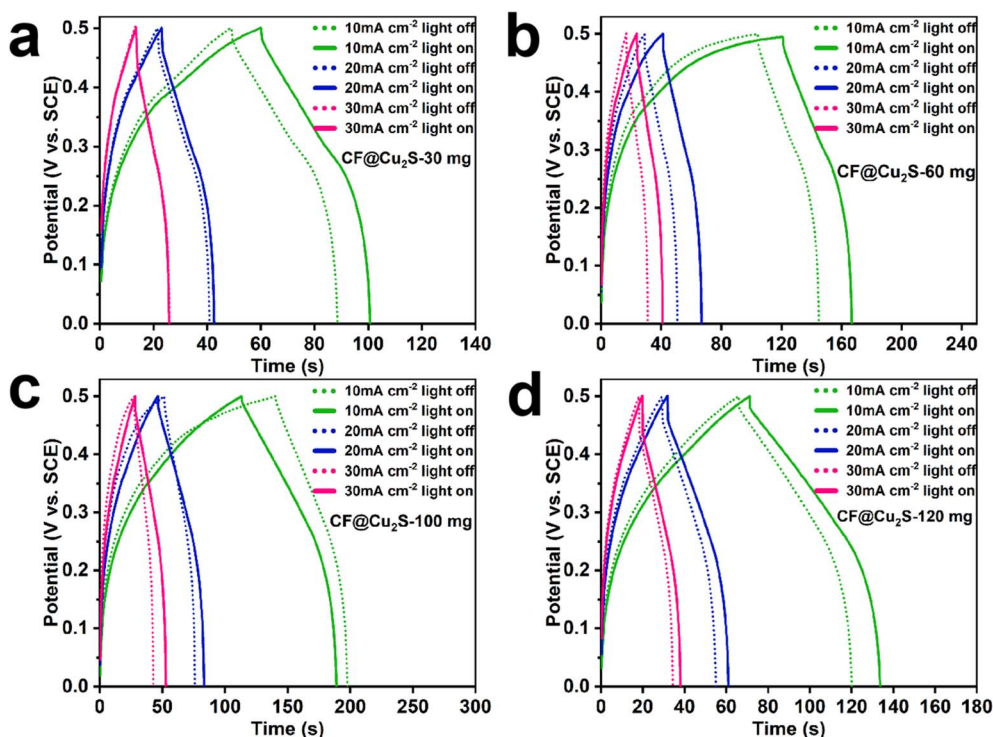 a
10mA cm⁻² light off
10mA cm⁻² light on
20mA cm⁻² light off
20mA cm⁻² light on
30mA cm⁻² light off
30mA cm⁻² light on
CF@Cu₂S-30 mg
Potential (V vs. SCE)
0.5
0.4
0.3
0.2
0.1
0.0
0 20 40 60 80 100 120 140
Time (s)
b
10mA cm⁻² light off
10mA cm⁻² light on
20mA cm⁻² light off
20mA cm⁻² light on
30mA cm⁻² light off
30mA cm⁻² light on
CF@Cu₂S-60 mg
Potential (V vs. SCE)
0.5
0.4
0.3
0.2
0.1
0.0
0 40 80 120 160 200 240
Time (s)
c
10mA cm⁻² light off
10mA cm⁻² light on
20mA cm⁻² light off
20mA cm⁻² light on
30mA cm⁻² light off
30mA cm⁻² light on
CF@Cu₂S-100 mg
Potential (V vs. SCE)
0.5
0.4
0.3
0.2
0.1
0.0
0 50 100 150 200 250 300
Time (s)
d
10mA cm⁻² light off
10mA cm⁻² light on
20mA cm⁻² light off
20mA cm⁻² light on
30mA cm⁻² light off
30mA cm⁻² light on
CF@Cu₂S-120 mg
Potential (V vs. SCE)
0.5
0.4
0.3
0.2
0.1
0.0
0 20 40 60 80 100 120 140 160 180
Time (s)